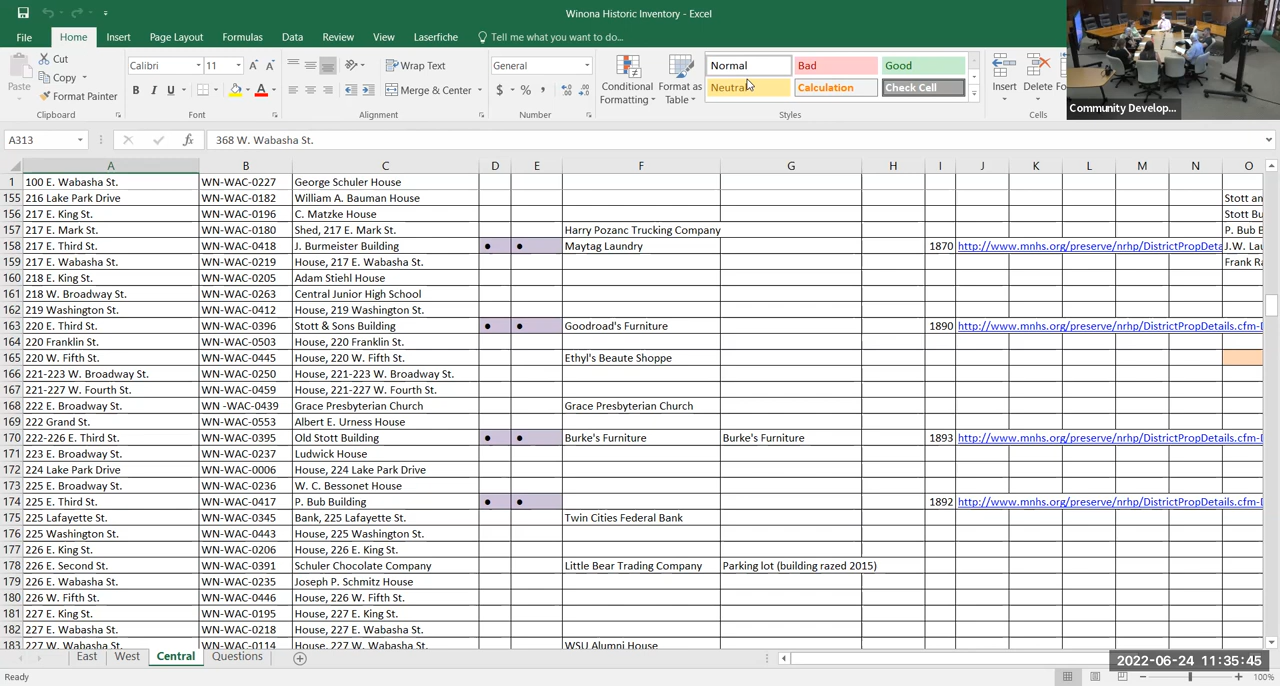 Winona Historic Inventory - Excel
File Home Insert Page Layout Formulas Data Review View Laserfiche Tell me what you want to do...
Paste Cut Copy Format Painter Clipboard
Calibri 11 A A B I U A Font
Wrap Text Merge & Center Alignment
General $ % , Number
Conditional Formatting Format as Table Normal Bad Good Neutral Calculation Check Cell Styles
Insert Delete Cells
Community Develop...
A313 fx 368 W. Wabasha St.
A B C D E F G H I J K L M N O
1 100 E. Wabasha St. WN-WAC-0227 George Schuler House
155 216 Lake Park Drive WN-WAC-0182 William A. Bauman House Stott an
156 217 E. King St. WN-WAC-0196 C. Matzke House Stott Bu
157 217 E. Mark St. WN-WAC-0180 Shed, 217 E. Mark St. Harry Pozanc Trucking Company P. Bub B
158 217 E. Third St. WN-WAC-0418 J. Burmeister Building • • Maytag Laundry 1870 http://www.mnhs.org/preserve/nrhp/DistrictPropDeta J.W. Lau
159 217 E. Wabasha St. WN-WAC-0219 House, 217 E. Wabasha St. Frank Ra
160 218 E. King St. WN-WAC-0205 Adam Stiehl House
161 218 W. Broadway St. WN-WAC-0263 Central Junior High School
162 219 Washington St. WN-WAC-0412 House, 219 Washington St.
163 220 E. Third St. WN-WAC-0396 Stott & Sons Building • • Goodroad's Furniture 1890 http://www.mnhs.org/preserve/nrhp/DistrictPropDetails.cfm-D
164 220 Franklin St. WN-WAC-0503 House, 220 Franklin St.
165 220 W. Fifth St. WN-WAC-0445 House, 220 W. Fifth St. Ethyl's Beaute Shoppe
166 221-223 W. Broadway St. WN-WAC-0250 House, 221-223 W. Broadway St.
167 221-227 W. Fourth St. WN-WAC-0459 House, 221-227 W. Fourth St.
168 222 E. Broadway St. WN -WAC-0439 Grace Presbyterian Church Grace Presbyterian Church
169 222 Grand St. WN-WAC-0553 Albert E. Urness House
170 222-226 E. Third St. WN-WAC-0395 Old Stott Building • • Burke's Furniture Burke's Furniture 1893 http://www.mnhs.org/preserve/nrhp/DistrictPropDetails.cfm-D
171 223 E. Broadway St. WN-WAC-0237 Ludwick House
172 224 Lake Park Drive WN-WAC-0006 House, 224 Lake Park Drive
173 225 E. Broadway St. WN-WAC-0236 W. C. Bessonet House
174 225 E. Third St. WN-WAC-0417 P. Bub Building • • 1892 http://www.mnhs.org/preserve/nrhp/DistrictPropDetails.cfm-D
175 225 Lafayette St. WN-WAC-0345 Bank, 225 Lafayette St. Twin Cities Federal Bank
176 225 Washington St. WN-WAC-0443 House, 225 Washington St.
177 226 E. King St. WN-WAC-0206 House, 226 E. King St.
178 226 E. Second St. WN-WAC-0391 Schuler Chocolate Company Little Bear Trading Company Parking lot (building razed 2015)
179 226 E. Wabasha St. WN-WAC-0235 Joseph P. Schmitz House
180 226 W. Fifth St. WN-WAC-0446 House, 226 W. Fifth St.
181 227 E. King St. WN-WAC-0195 House, 227 E. King St.
182 227 E. Wabasha St. WN-WAC-0218 House, 227 E. Wabasha St.
183 227 W. Wabasha St. WN-WAC-0114 House, 227 W. Wabasha St. WSU Alumni House
East West Central Questions
2022-06-24 11:35:45
Ready 100%